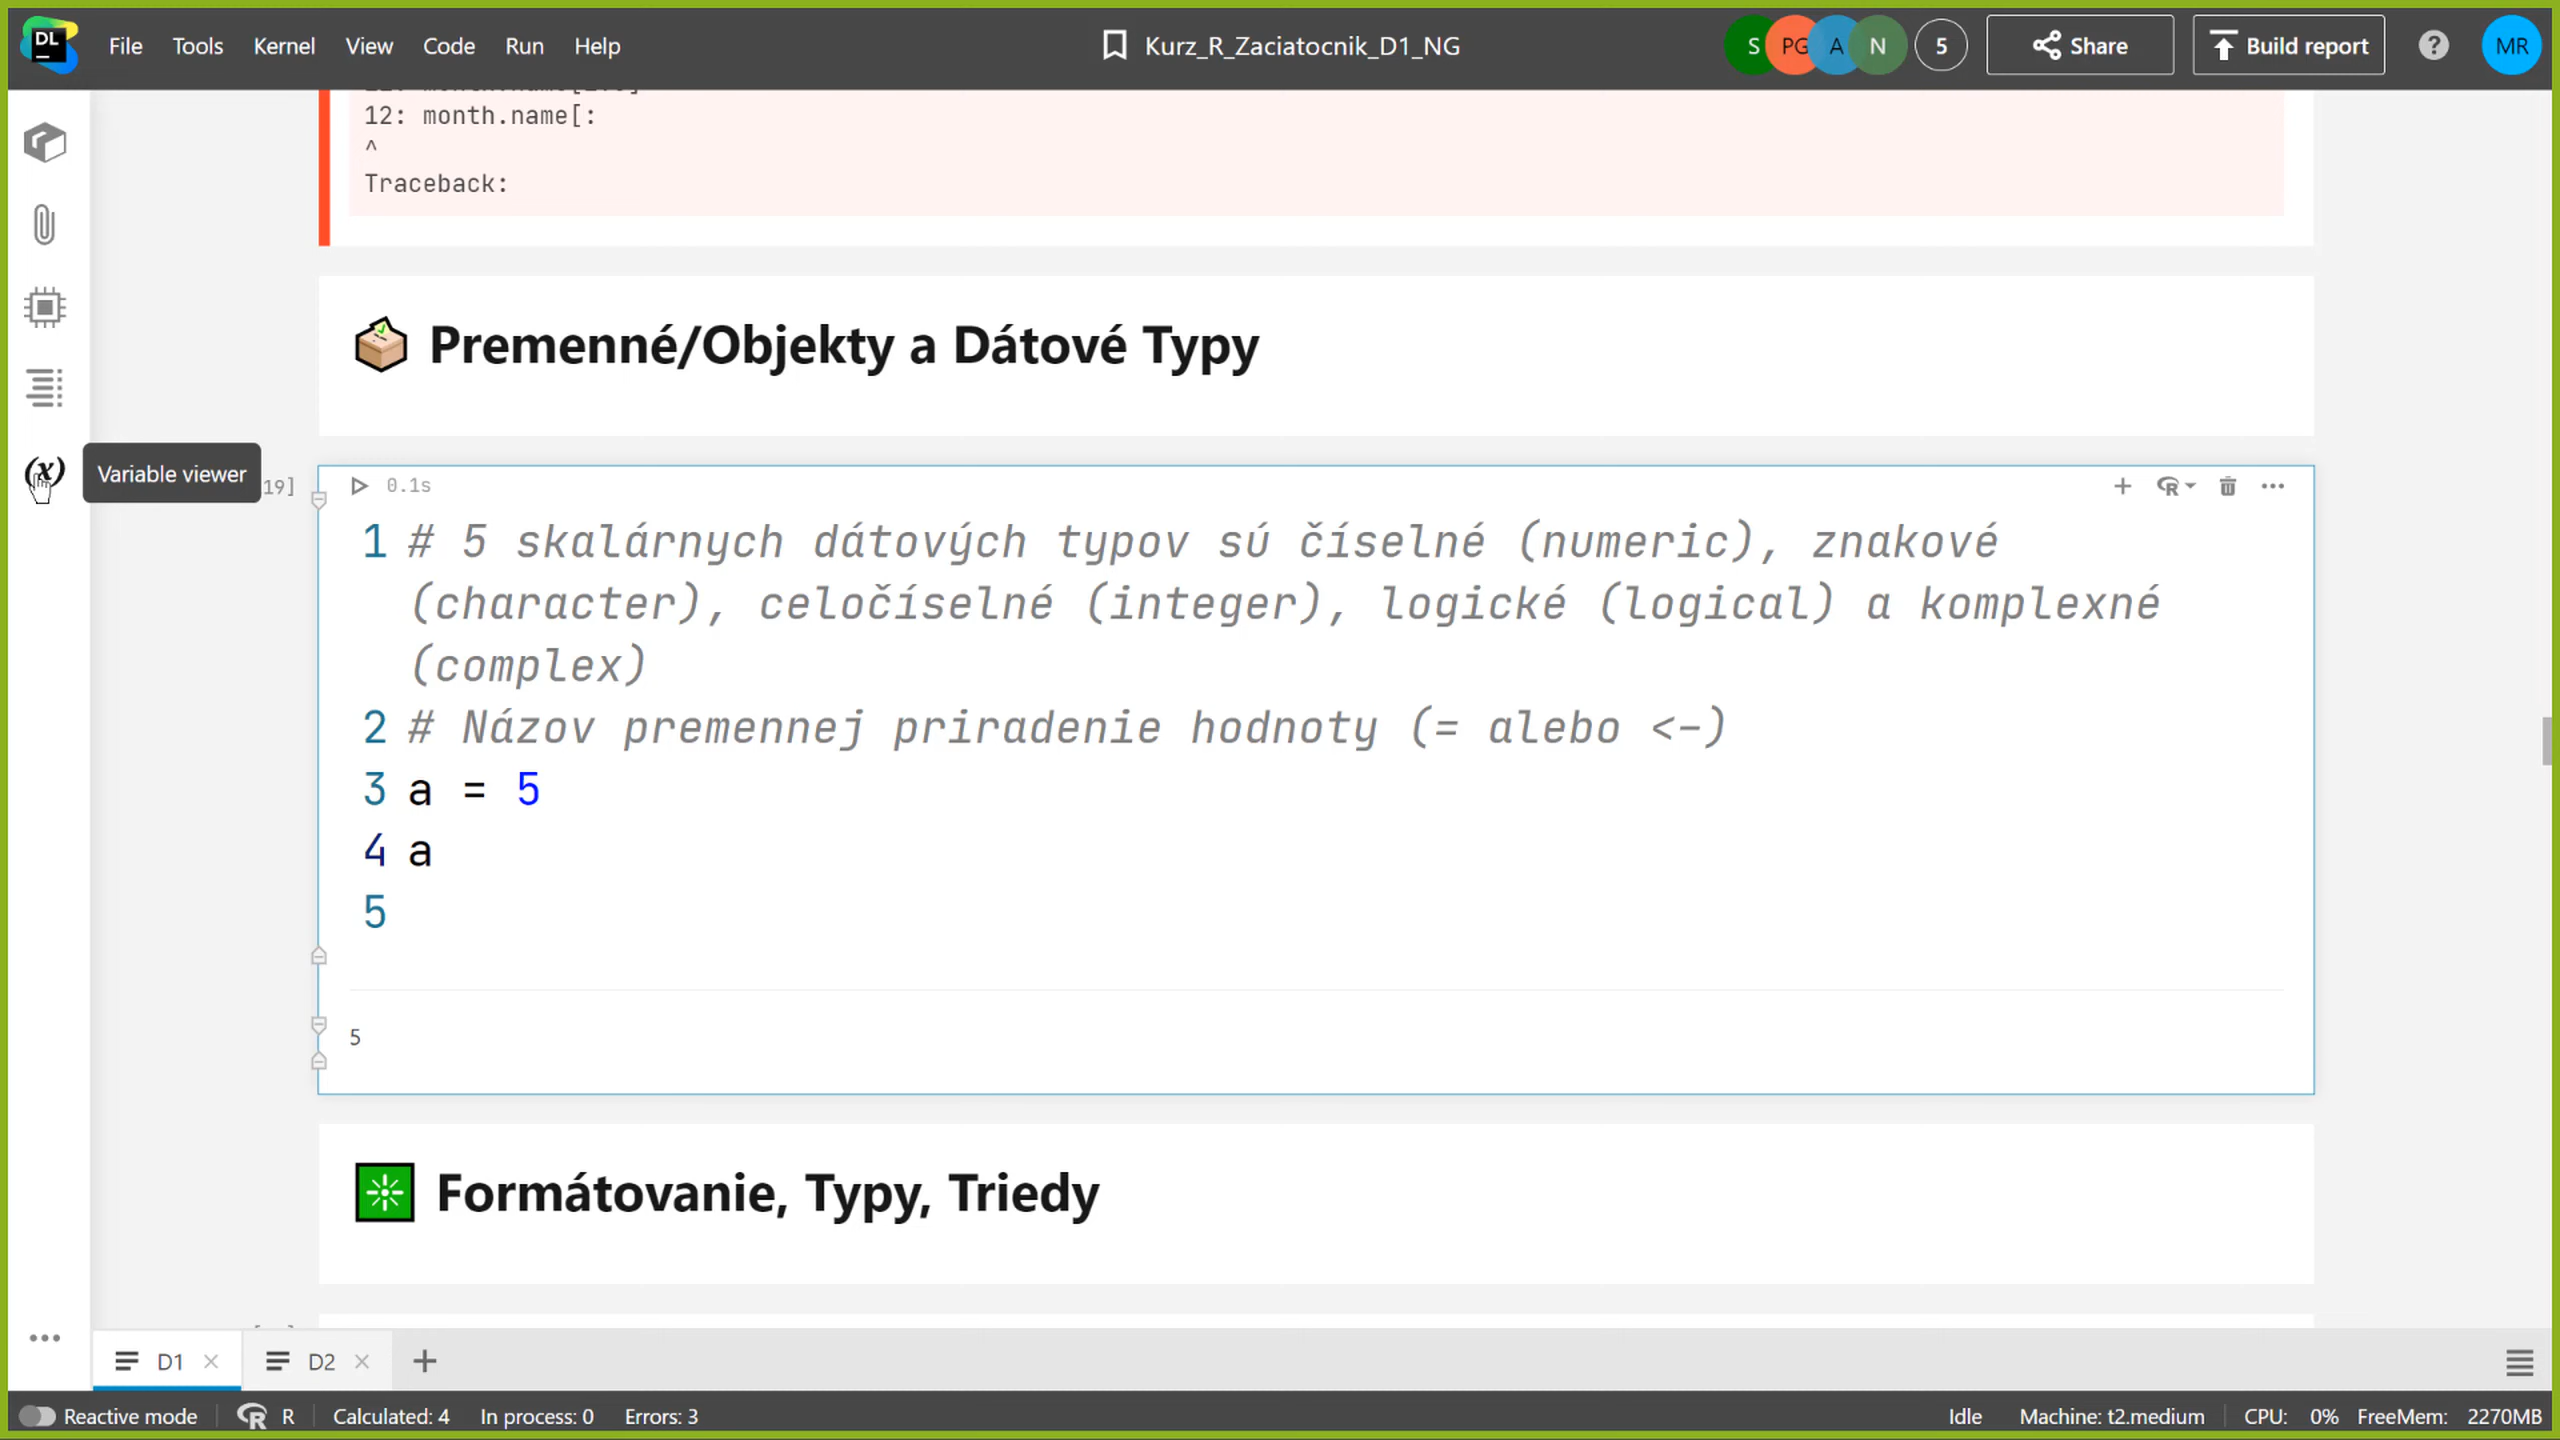 DL
File Tools Kernel View Code Run Help
Kurz_R_Zaciatocnik_D1_NG
S PG A N 5 Share Build report ? MR
12: month.name[:
^
Traceback:
Premenné/Objekty a Dátové Typy
Variable viewer
19] 0.1s
1 # 5 skalárnych dátových typov sú číselné (numeric), znakové
(character), celočíselné (integer), logické (logical) a komplexné
(complex)
2 # Názov premennej priradenie hodnoty (= alebo <-)
3 a = 5
4 a
5
5
Formátovanie, Typy, Triedy
D1 D2
Reactive mode R Calculated: 4 In process: 0 Errors: 3 Idle Machine: t2.medium CPU: 0% FreeMem: 2270MB